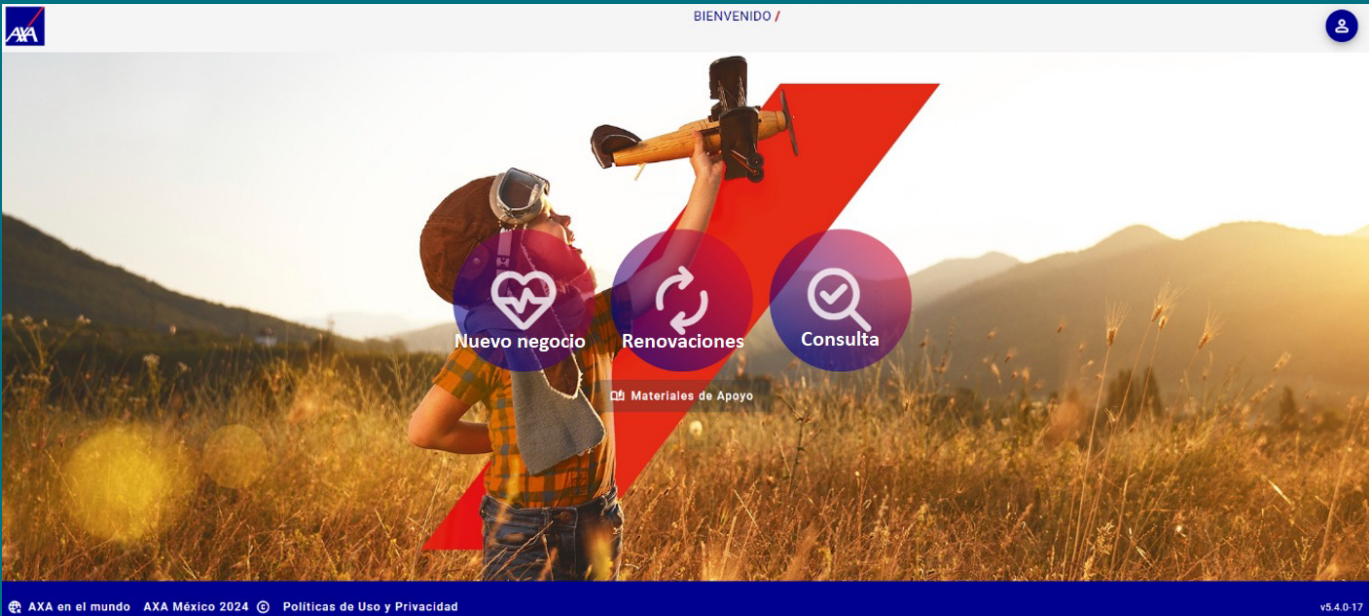 AXA
BIENVENIDO /
Nuevo negocio
Renovaciones
Consulta
Materiales de Apoyo
AXA en el mundo AXA México 2024 © Políticas de Uso y Privacidad
v5.4.0-17